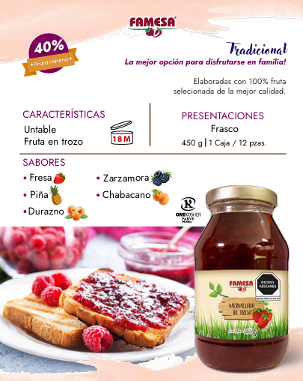 FAMESA
40%
Tradicional
La mejor opción para disfrutarse en familia!
Elaboradas con 100% fruta
selecionada de la mejor calidad.
CARACTERÍSTICAS
Untable
Fruta en trozo
18 M
PRESENTACIONES
Frasco
450 g | 1 Caja / 12 pzas.
SABORES
• Fresa
• Piña
• Durazno
• Zarzamora
• Chabacano
FAMESA
MERMELADA
DE FRESA